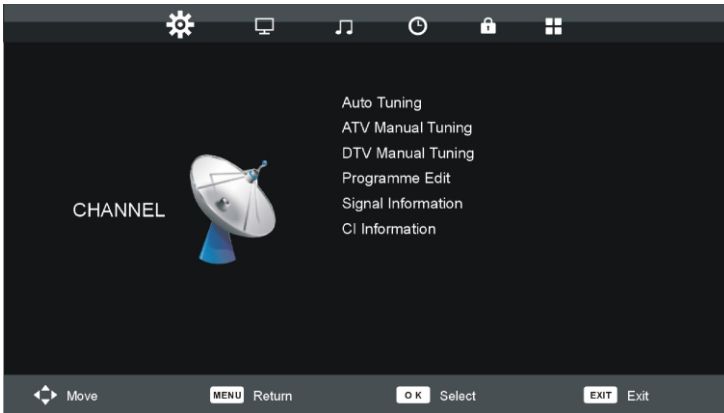 Auto Tuning
ATV Manual Tuning
DTV Manual Tuning
Programme Edit
Signal Information
CI Information
CHANNEL
Move MENU Return OK Select EXIT Exit